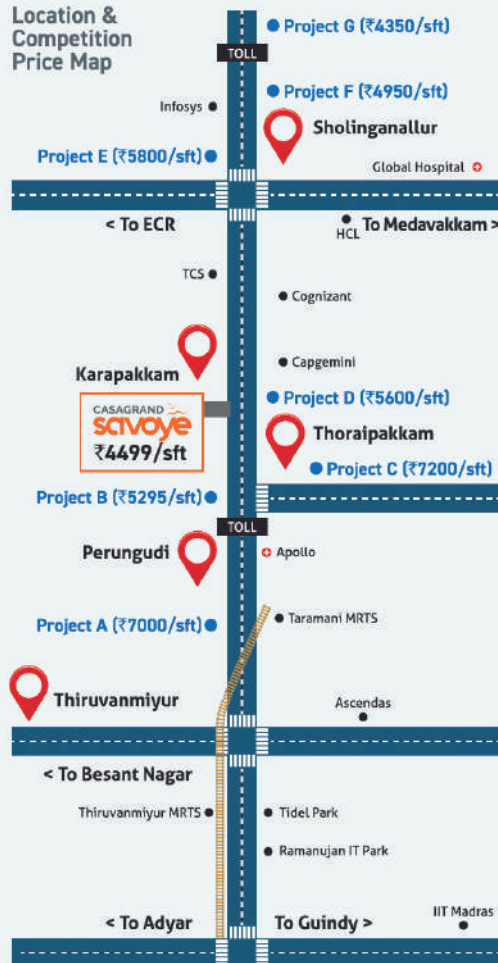 Location &
Competition
Price Map
Project G (₹4350/sft)
TOLL
Project F (₹4950/sft)
Infosys
Sholinganallur
Project E (₹5800/sft)
Global Hospital
< To ECR
To Medavakkam >
HCL
TCS
Cognizant
Capgemini
Karapakkam
Project D (₹5600/sft)
CASAGRAND
savoye
₹4499/sft
Thoraipakkam
Project C (₹7200/sft)
Project B (₹5295/sft)
TOLL
Perungudi
Apollo
Taramani MRTS
Project A (₹7000/sft)
Thiruvanmiyur
Ascendas
< To Besant Nagar
Thiruvanmiyur MRTS
Tidel Park
Ramanujan IT Park
IIT Madras
< To Adyar
To Guindy >